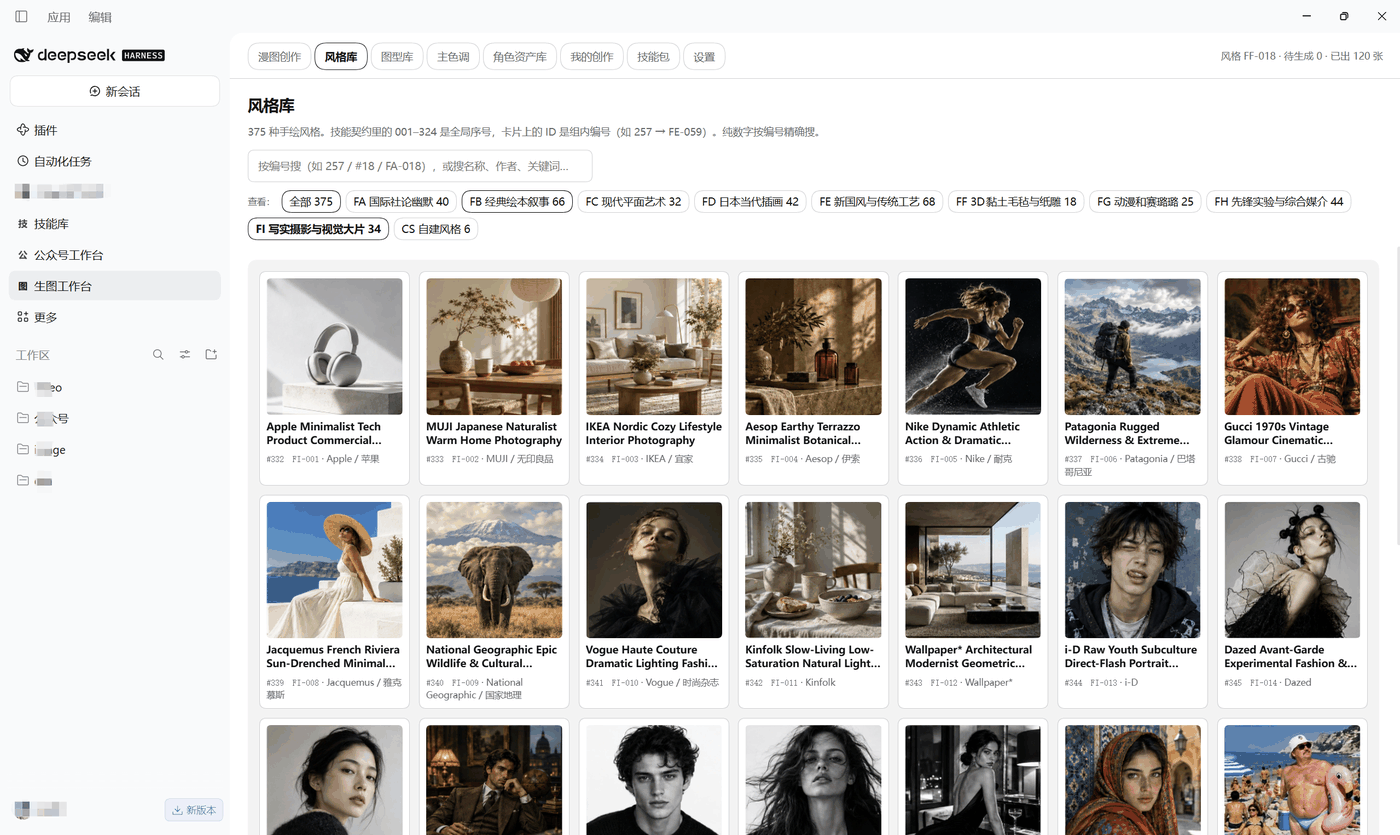 应用 编辑
deepseek HARNESS
新会话
插件
自动化任务
技能库
公众号工作台
生图工作台
更多
工作区
eo
号
ge
新版本
漫图创作 风格库 图型库 主色调 角色资产库 我的创作 技能包 设置
风格 FF-018 · 待生成 0 · 已出 120 张
风格库
375 种手绘风格。技能契约里的 001–324 是全局序号，卡片上的 ID 是组内编号（如 257 → FE-059）。纯数字按编号精确搜。
按编号搜（如 257 / #18 / FA-018），或搜名称、作者、关键词...
查看： 全部 375 FA 国际社论幽默 40 FB 经典绘本叙事 66 FC 现代平面艺术 32 FD 日本当代插画 42 FE 新国风与传统工艺 68 FF 3D黏土毛毡与纸雕 18 FG 动漫和赛璐璐 25 FH 先锋实验与综合媒介 44
FI 写实摄影与视觉大片 34 CS 自建风格 6
Apple Minimalist Tech
Product Commercial...
#332 FI-001 · Apple / 苹果
MUJI Japanese Naturalist
Warm Home Photography
#333 FI-002 · MUJI / 无印良品
IKEA Nordic Cozy Lifestyle
Interior Photography
#334 FI-003 · IKEA / 宜家
Aesop Earthy Terrazzo
Minimalist Botanical...
#335 FI-004 · Aesop / 伊索
Nike Dynamic Athletic
Action & Dramatic...
#336 FI-005 · Nike / 耐克
Patagonia Rugged
Wilderness & Extreme...
#337 FI-006 · Patagonia / 巴塔
哥尼亚
Gucci 1970s Vintage
Glamour Cinematic...
#338 FI-007 · Gucci / 古驰
Jacquemus French Riviera
Sun-Drenched Minimal...
#339 FI-008 · Jacquemus / 雅克
慕斯
National Geographic Epic
Wildlife & Cultural...
#340 FI-009 · National
Geographic / 国家地理
Vogue Haute Couture
Dramatic Lighting Fashi...
#341 FI-010 · Vogue / 时尚杂志
Kinfolk Slow-Living Low-
Saturation Natural Light...
#342 FI-011 · Kinfolk
Wallpaper* Architectural
Modernist Geometric...
#343 FI-012 · Wallpaper*
i-D Raw Youth Subculture
Direct-Flash Portrait...
#344 FI-013 · i-D
Dazed Avant-Garde
Experimental Fashion &...
#345 FI-014 · Dazed